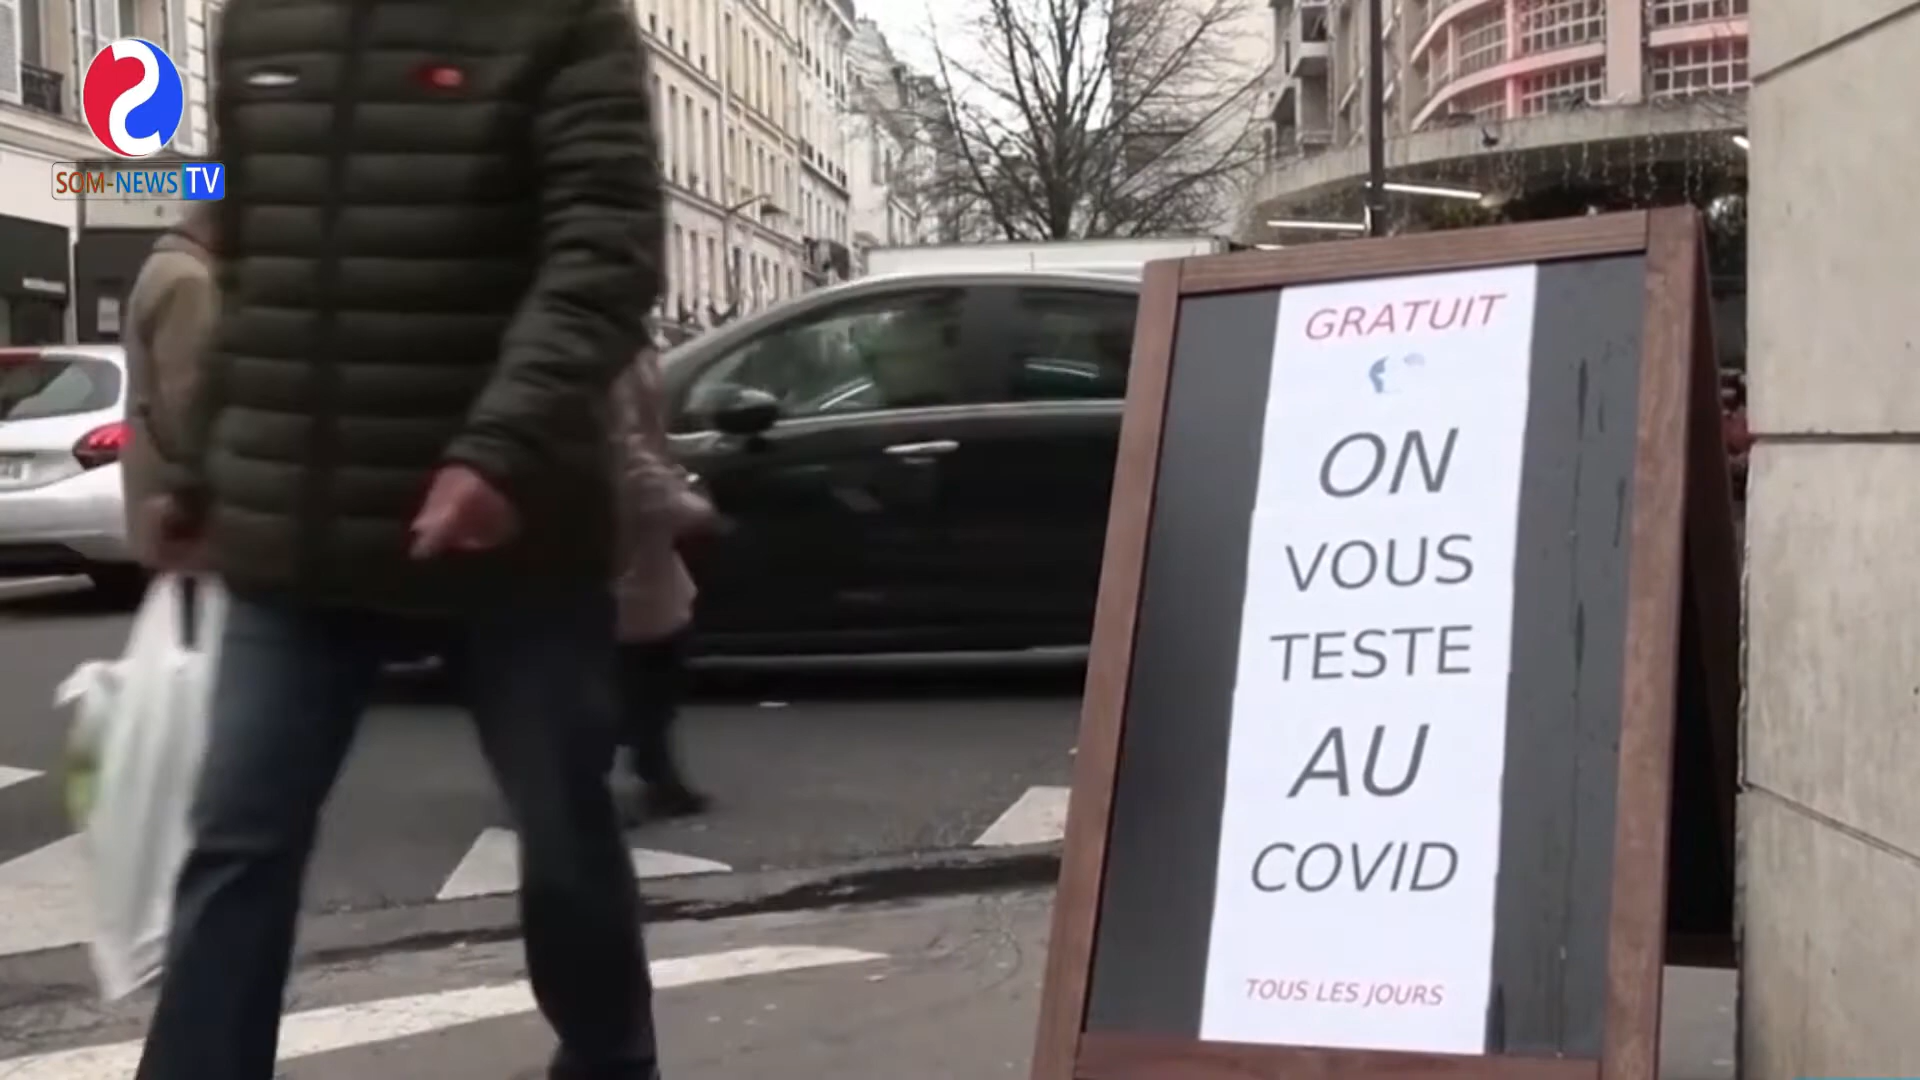 SOM-NEWS TV
GRATUIT
ON
VOUS
TESTE
AU
COVID
TOUS LES JOURS